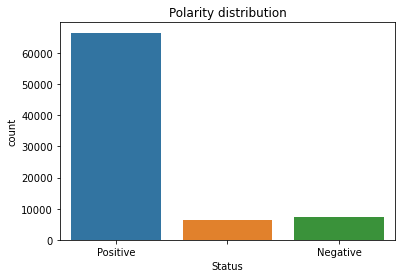 Polarity distribution
count
60000
50000
40000
30000
20000
10000
0
Positive
Negative
Status